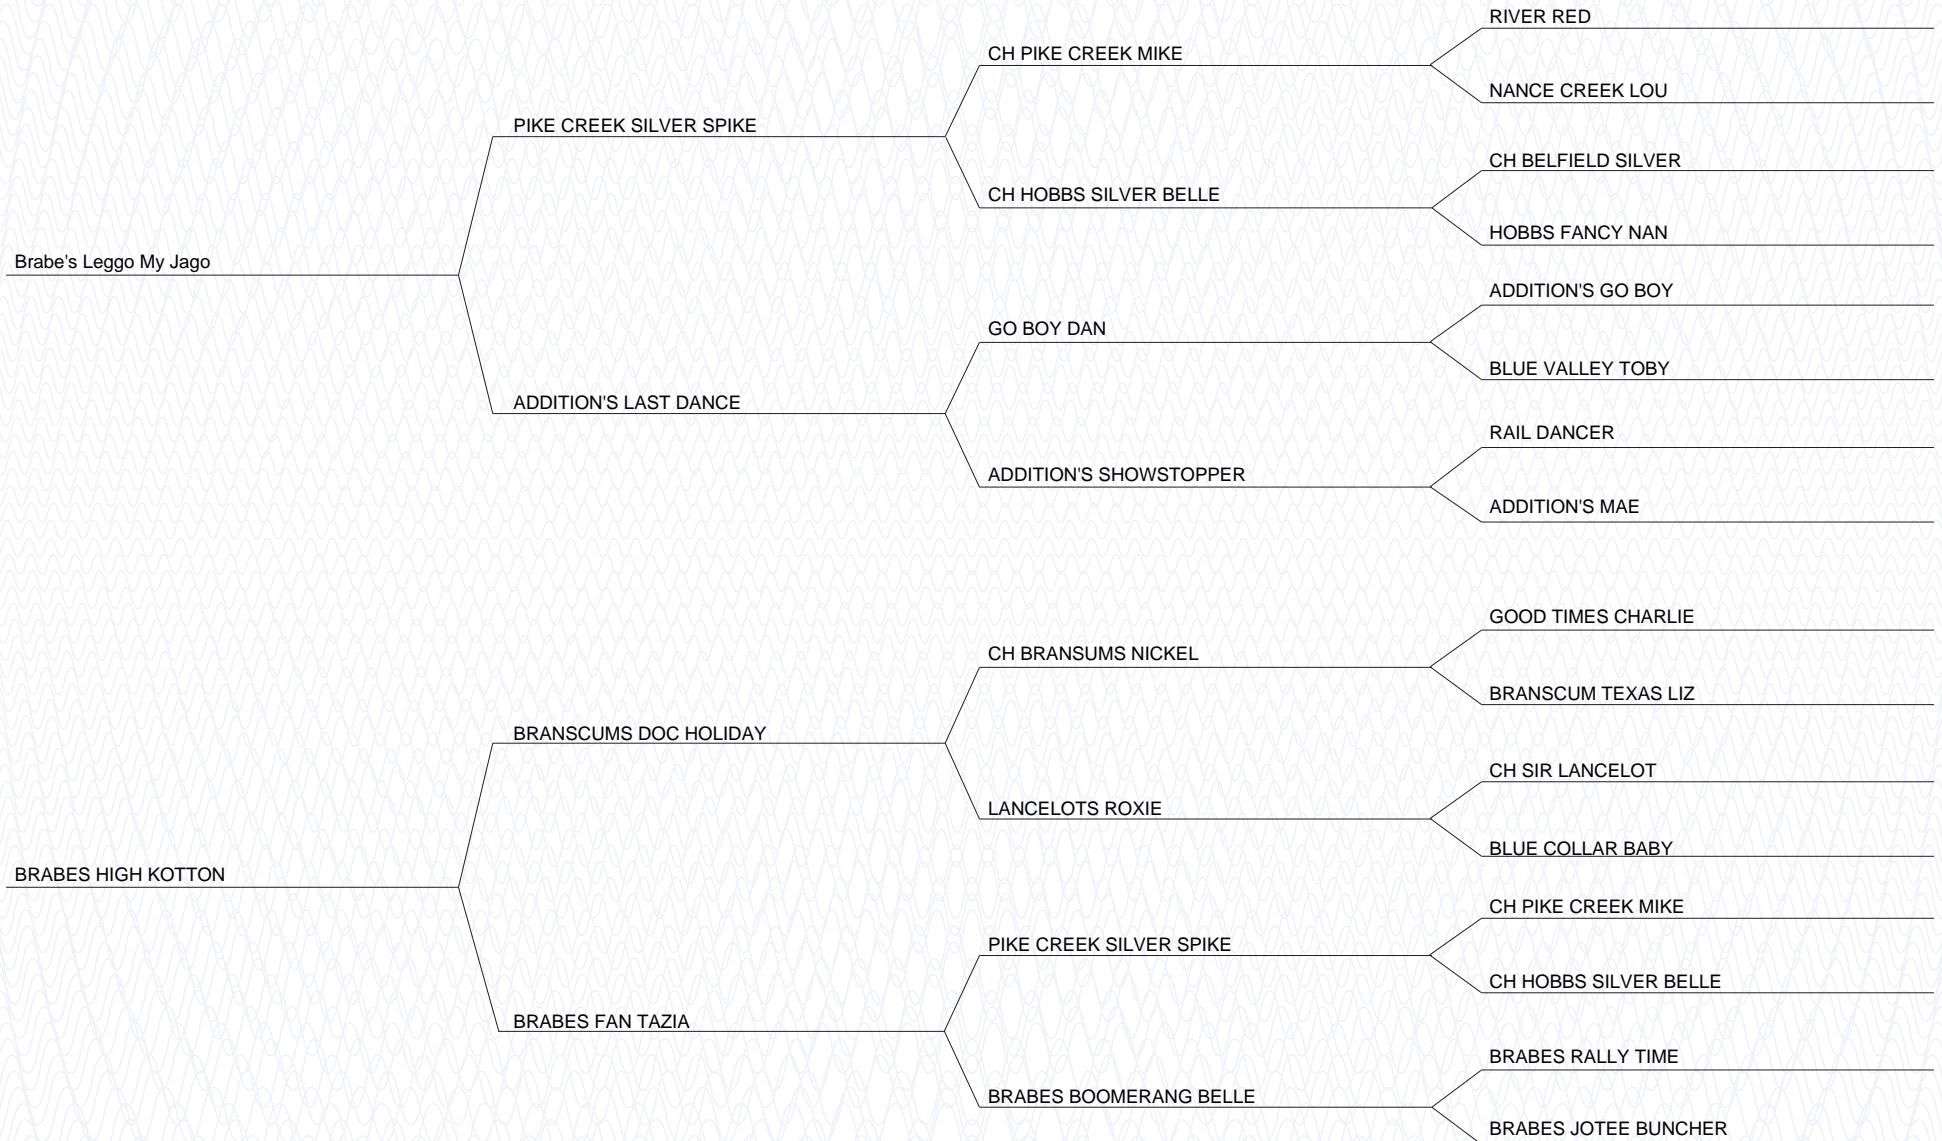 RIVER RED
CH PIKE CREEK MIKE
NANCE CREEK LOU
PIKE CREEK SILVER SPIKE
CH BELFIELD SILVER
CH HOBBS SILVER BELLE
HOBBS FANCY NAN
Brabe's Leggo My Jago
ADDITION'S GO BOY
GO BOY DAN
BLUE VALLEY TOBY
ADDITION'S LAST DANCE
RAIL DANCER
ADDITION'S SHOWSTOPPER
ADDITION'S MAE
GOOD TIMES CHARLIE
CH BRANSUMS NICKEL
BRANSCUM TEXAS LIZ
BRANSCUMS DOC HOLIDAY
CH SIR LANCELOT
LANCELOTS ROXIE
BLUE COLLAR BABY
BRABES HIGH KOTTON
CH PIKE CREEK MIKE
PIKE CREEK SILVER SPIKE
CH HOBBS SILVER BELLE
BRABES FAN TAZIA
BRABES RALLY TIME
BRABES BOOMERANG BELLE
BRABES JOTEE BUNCHER